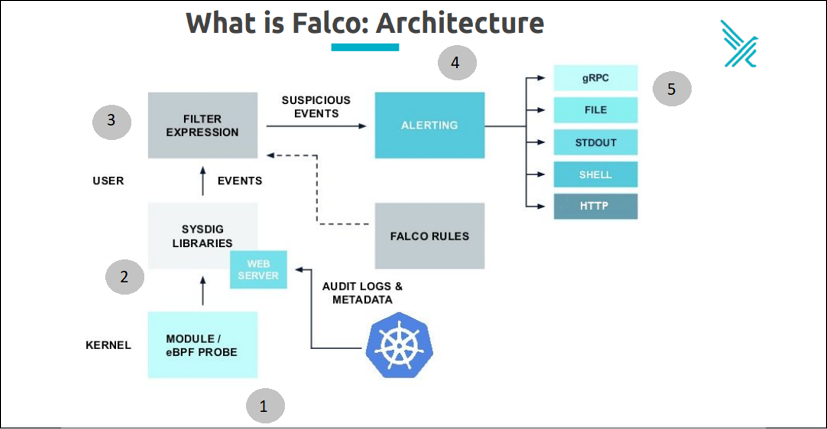 What is Falco: Architecture
4
gRPC
5
3
FILTER
EXPRESSION
SUSPICIOUS
EVENTS
ALERTING
FILE
STDOUT
USER
EVENTS
SHELL
HTTP
SYSDIG
LIBRARIES
FALCO RULES
2
WEB
SERVER
AUDIT LOGS &
METADATA
KERNEL
MODULE /
eBPF PROBE
1